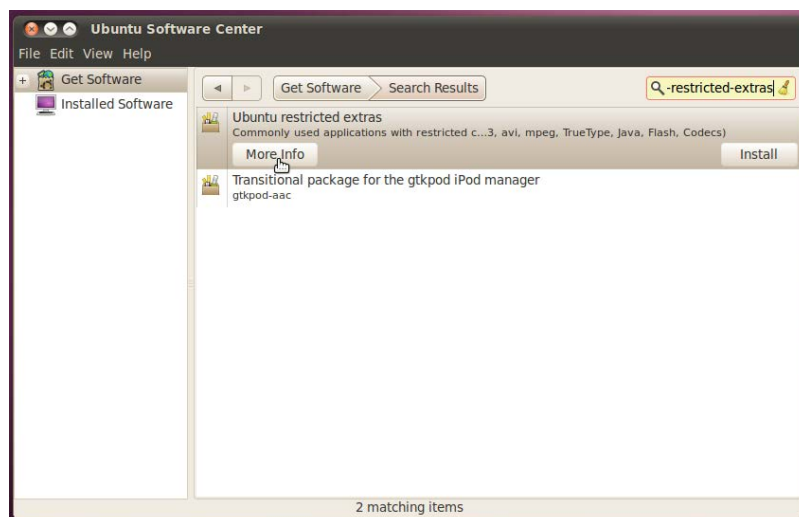 Ubuntu Software Center
File Edit View Help
Get Software
Installed Software
Get Software Search Results
-restricted-extras
Ubuntu restricted extras
Commonly used applications with restricted c...3, avi, mpeg, TrueType, Java, Flash, Codecs)
More Info Install
Transitional package for the gtkpod iPod manager
gtkpod-aac
2 matching items